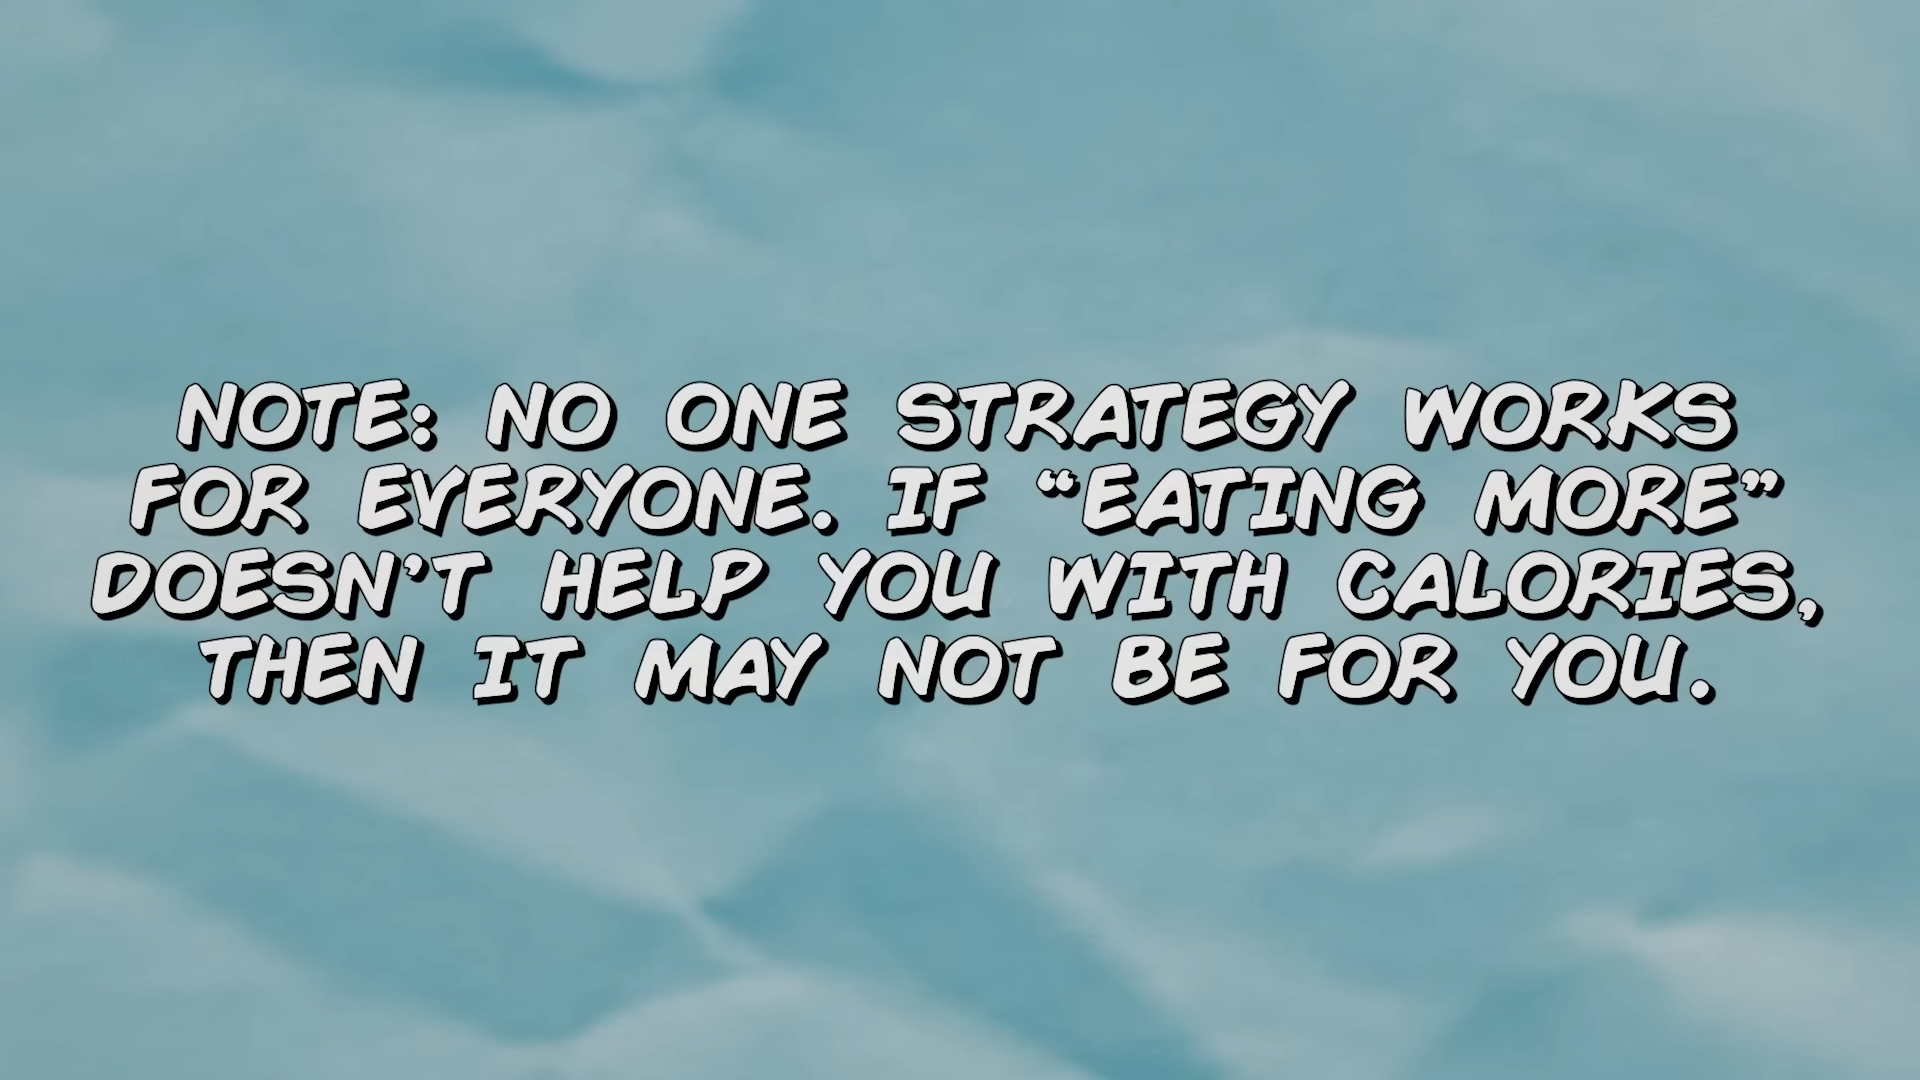 NOTE: NO ONE STRATEGY WORKS
FOR EVERYONE. IF “EATING MORE”
DOESN’T HELP YOU WITH CALORIES,
THEN IT MAY NOT BE FOR YOU.